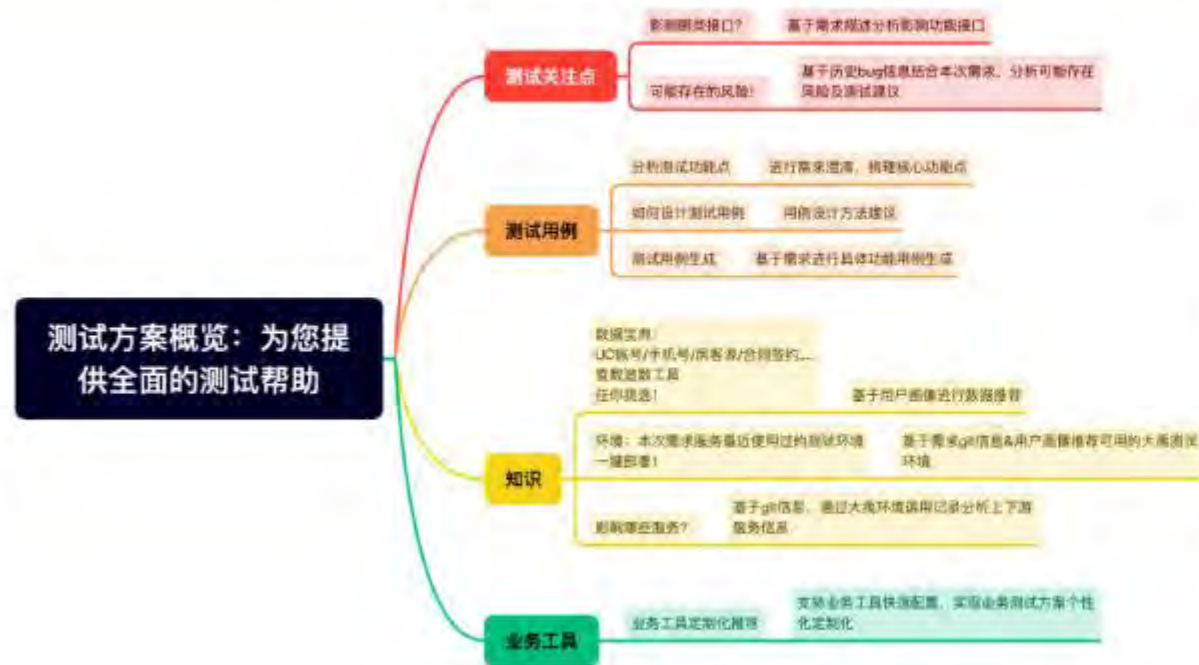 测试方案概览：为您提
供全面的测试帮助
测试关注点
影响哪些接口？
基于需求描述分析影响功能接口
可能存在的风险！
基于历史bug信息结合本次需求，分析可能存在
风险及测试建议
测试用例
分析测试功能点
进行需求澄清，梳理核心功能点
如何设计测试用例
用例设计方法建议
测试用例生成
基于需求进行具体功能用例生成
知识
数据宝典：
UC账号/手机号/房客源/合同签约...
查数造数工具
任你挑选！
基于用户画像进行数据推荐
环境：本次需求服务最近使用过的测试环境
一键部署！
基于需求git信息&用户画像推荐可用的大禹测试
环境
影响哪些服务？
基于git信息，通过大禹环境调用记录分析上下游
服务信息
业务工具
业务工具定制化推荐
支持业务工具快速配置，实现业务测试方案个性
化定制化